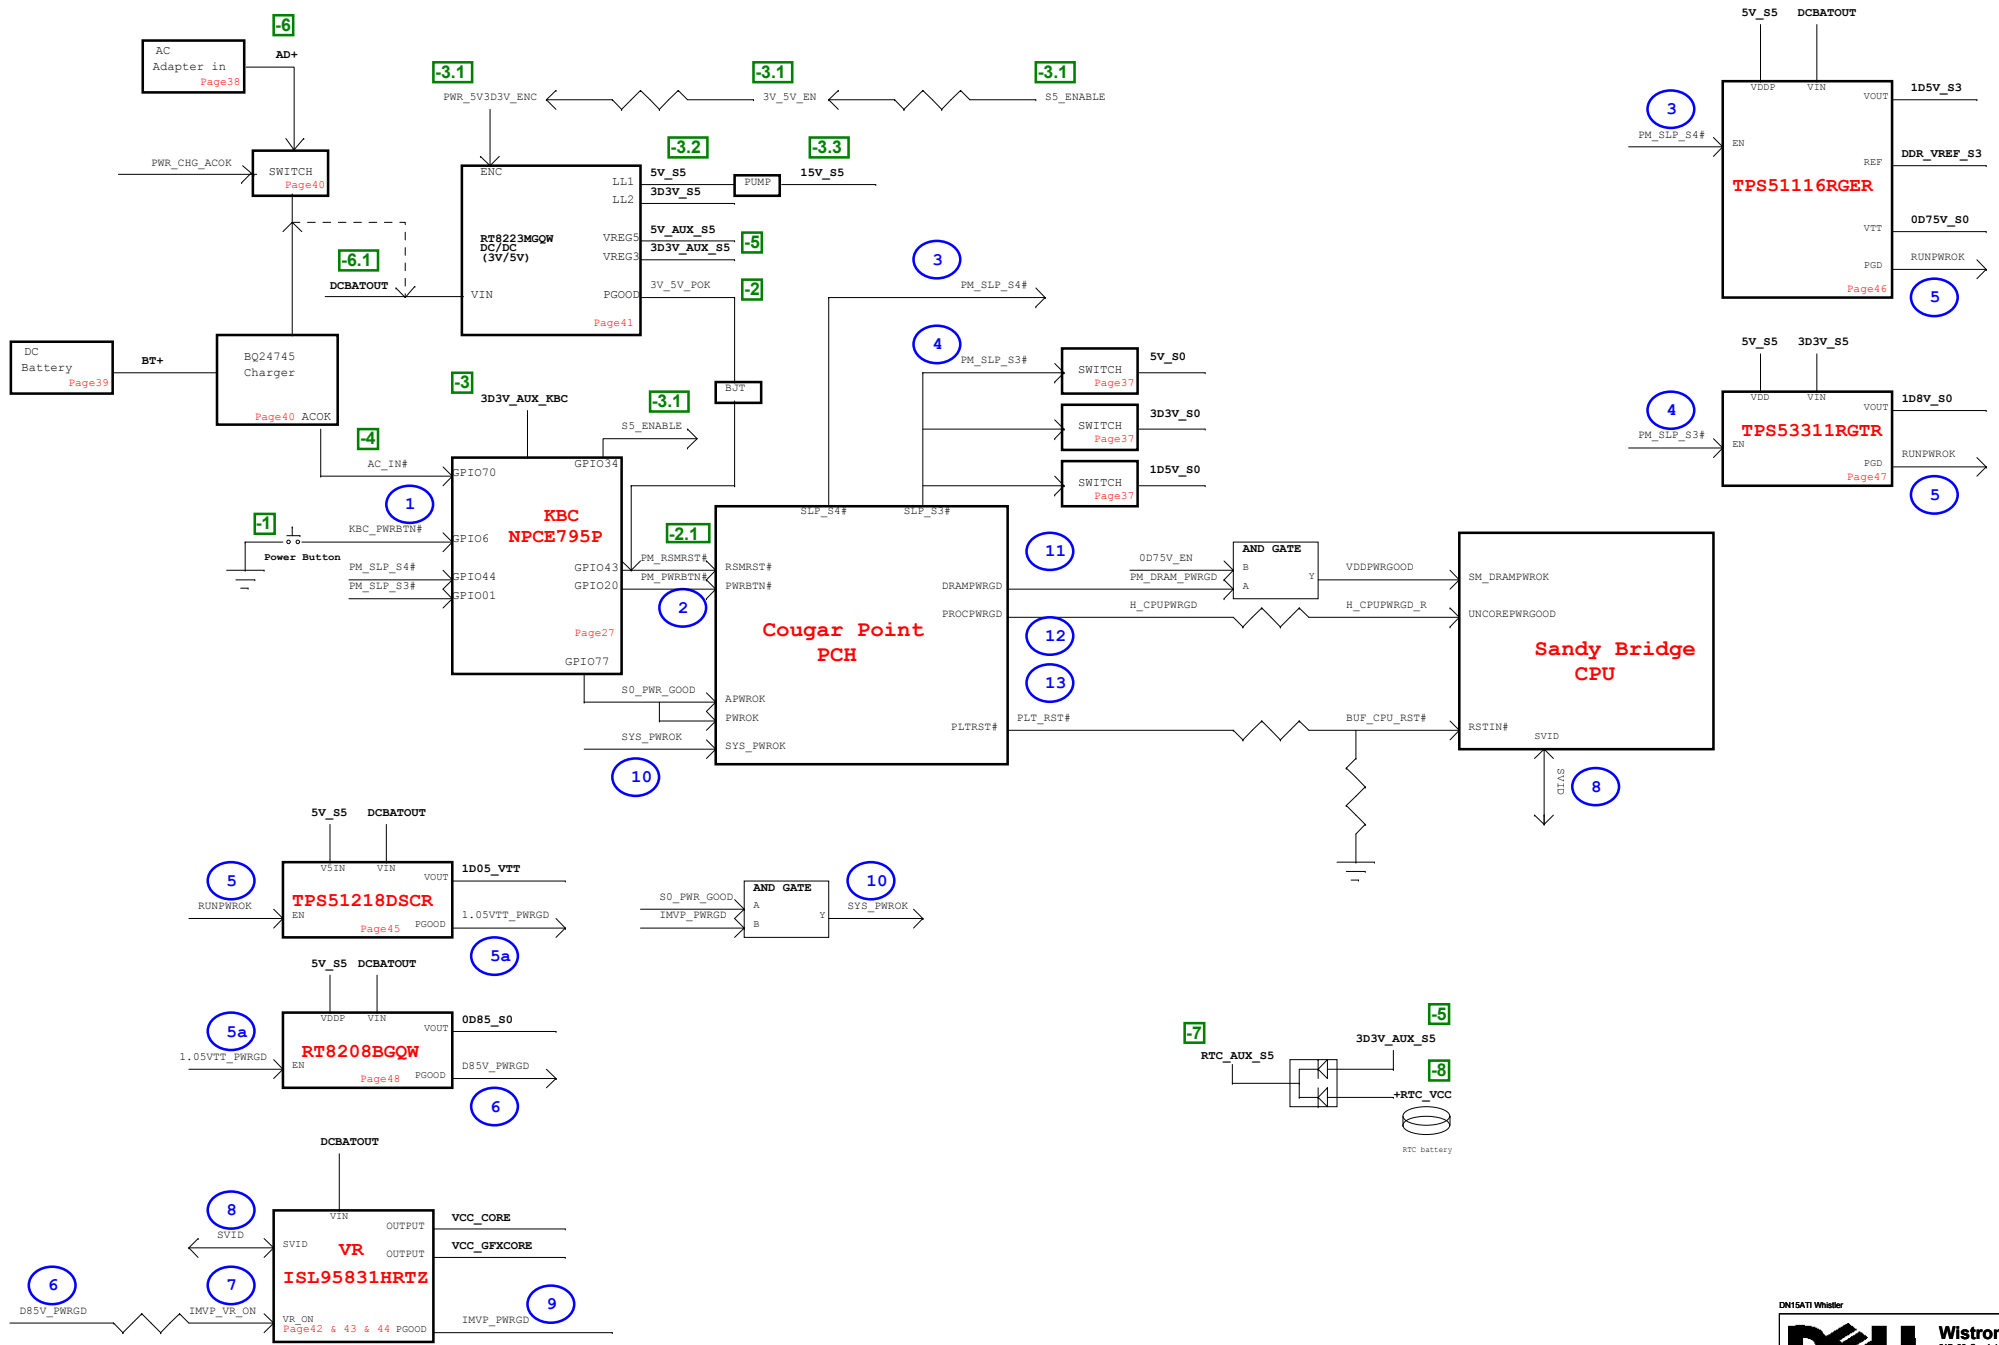 -6
AD+
AC
Adapter in
Page38
PWR_CHG_ACOK
SWITCH
Page40
-6.1
DCBATOUT
DC
Battery
Page39
BT+
BQ24745
Charger
Page40 ACOK
-4
AC_IN#
-3.1
PWR_5V3D3V_ENC
-3.1
3V_5V_EN
-3.1
S5_ENABLE
ENC
RT8223MGQW
DC/DC
(3V/5V)
VIN
LL1
LL2
VREG5
VREG3
PGOOD
Page41
-3.2
5V_S5
3D3V_S5
PUMP
-3.3
15V_S5
5V_AUX_S5
3D3V_AUX_S5
-5
3V_5V_POK
-2
BJT
-3
3D3V_AUX_KBC
-3.1
S5_ENABLE
1
-1
Power Button
KBC_PWRBTN#
PM_SLP_S4#
PM_SLP_S3#
GPIO70
GPIO6
GPIO44
GPIO01
GPIO34
KBC
NPCE795P
GPIO43
GPIO20
Page27
GPIO77
-2.1
PM_RSMRST#
PM_PWRBTN#
2
S0_PWR_GOOD
SYS_PWROK
10
3
PM_SLP_S4#
4
PM_SLP_S3#
SWITCH
Page37
5V_S0
SWITCH
Page37
3D3V_S0
SWITCH
Page37
1D5V_S0
SLP_S4#
SLP_S3#
RSMRST#
PWRBTN#
Cougar Point
PCH
APWROK
PWROK
SYS_PWROK
DRAMPWRGD
PROCPWRGD
PLTRST#
11
12
13
0D75V_EN
PM_DRAM_PWRGD
AND GATE
B
A
Y
VDDPWRGOOD
H_CPUPWRGD
H_CPUPWRGD_R
PLT_RST#
BUF_CPU_RST#
SM_DRAMPWROK
UNCOREPWRGOOD
Sandy Bridge
CPU
RSTIN#
SVID
SVID
8
5V_S5
DCBATOUT
3
PM_SLP_S4#
VDDP
VIN
VOUT
EN
REF
TPS51116RGER
VTT
PGD
Page46
1D5V_S3
DDR_VREF_S3
0D75V_S0
RUNPWROK
5
5V_S5
3D3V_S5
4
PM_SLP_S3#
VDD
VIN
VOUT
TPS53311RGTR
EN
PGD
Page47
1D8V_S0
RUNPWROK
5
5V_S5
DCBATOUT
5
RUNPWROK
V5IN
VIN
VOUT
TPS51218DSCR
EN
Page45
PGOOD
1D05_VTT
1.05VTT_PWRGD
5a
S0_PWR_GOOD
IMVP_PWRGD
AND GATE
A
B
Y
10
SYS_PWROK
5V_S5
DCBATOUT
5a
1.05VTT_PWRGD
VDDP
VIN
VOUT
RT8208BGQW
EN
Page48
PGOOD
0D85_S0
D85V_PWRGD
6
-7
RTC_AUX_S5
-5
3D3V_AUX_S5
-8
+RTC_VCC
RTC battery
DCBATOUT
8
SVID
6
D85V_PWRGD
7
IMVP_VR_ON
VIN
OUTPUT
SVID
VR
OUTPUT
ISL95831HRTZ
VR_ON
Page42 & 43 & 44
PGOOD
VCC_CORE
VCC_GFXCORE
9
IMVP_PWRGD
DN15ATI Whistler
DELL
Wistron